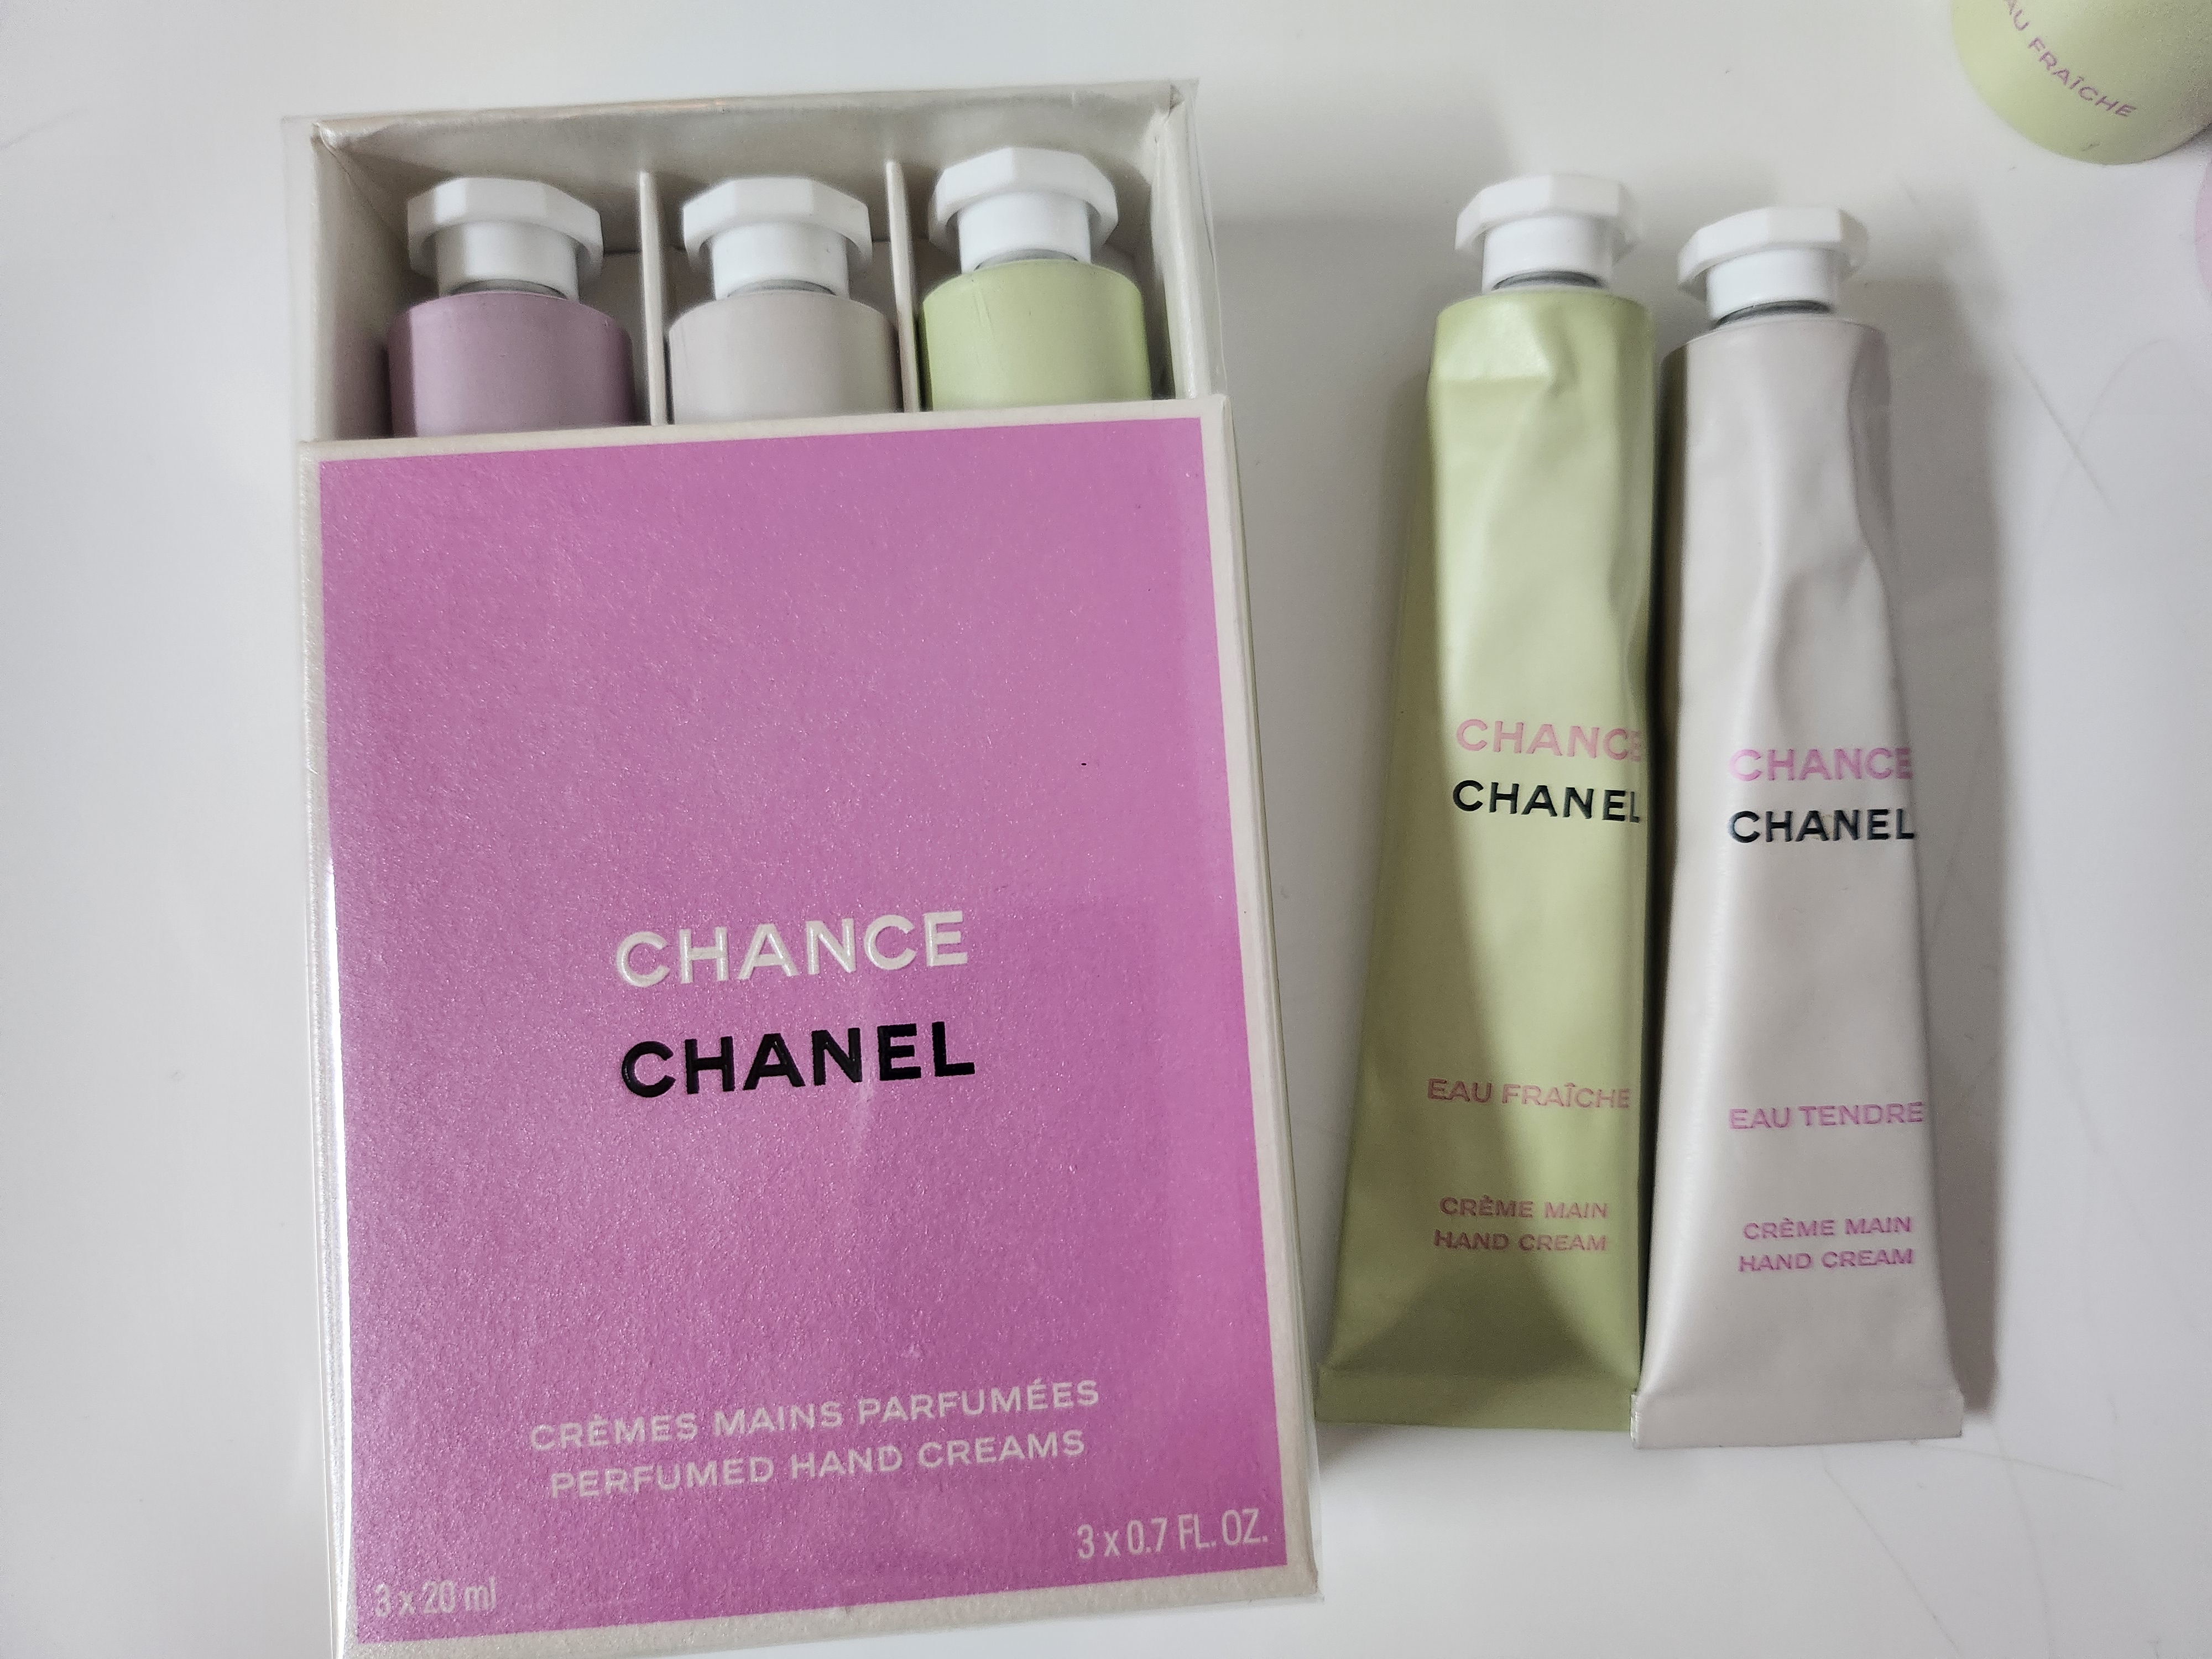 CHANCE
CHANEL
CRÈMES MAINS PARFUMÉES
PERFUMED HAND CREAMS
3 x 20 ml
3 x 0.7 FL. OZ.
CHANCE
CHANEL
EAU FRAÎCHE
CRÈME MAIN
HAND CREAM
CHANCE
CHANEL
EAU TENDRE
CRÈME MAIN
HAND CREAM
AU FRAÎCHE